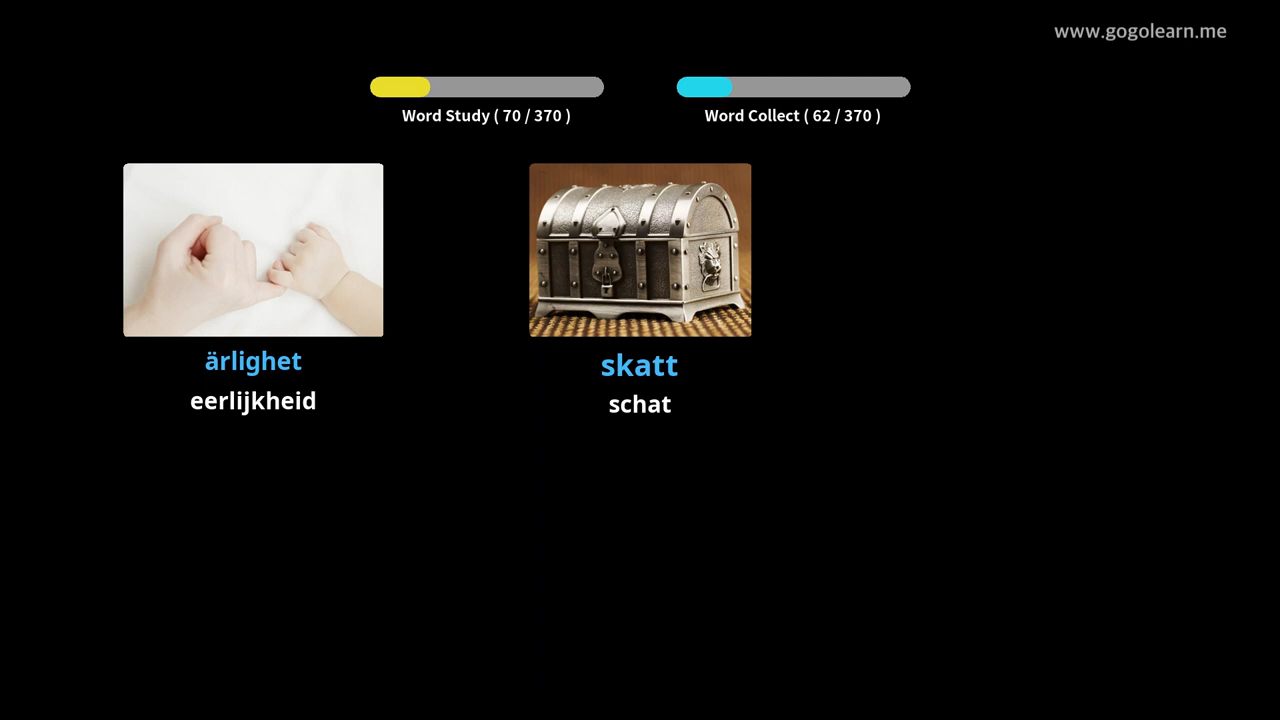 www.gogolearn.me
Word Study ( 70 / 370 )
Word Collect ( 62 / 370 )
ärlighet
eerlijkheid
skatt
schat